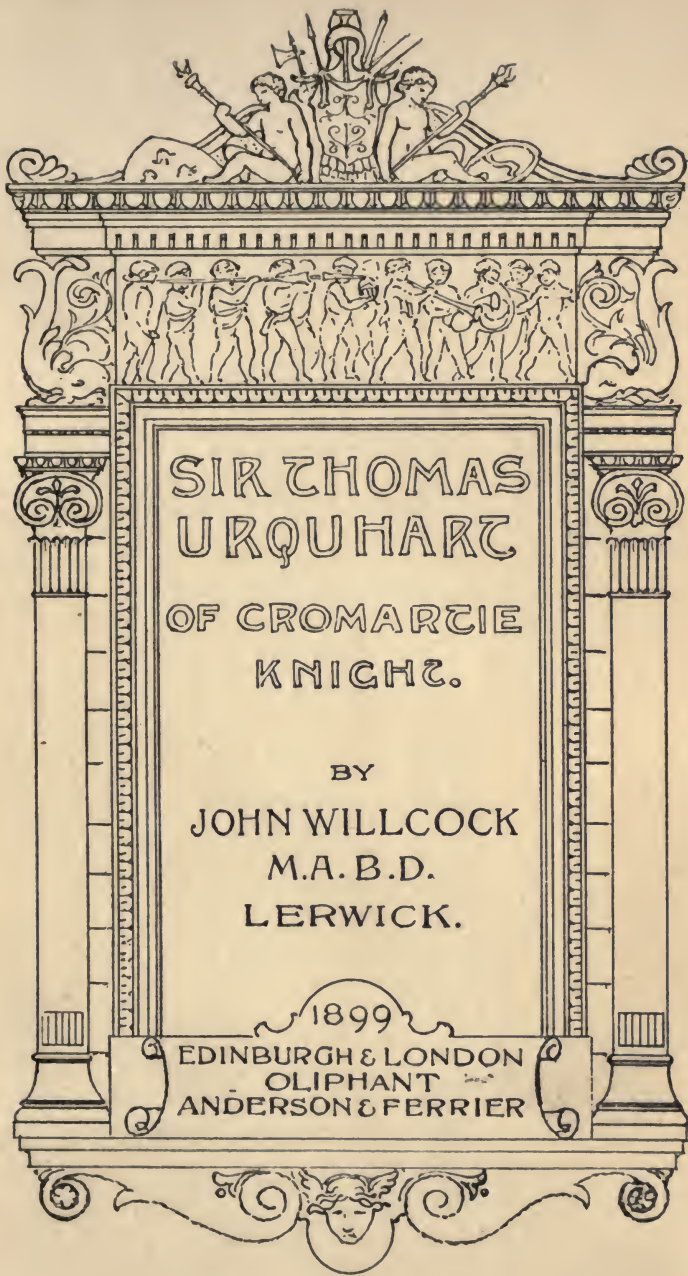 SIR THOMAS
URQUHART
OF CROMARTIE
KNIGHT.
BY
JOHN WILLCOCK
M.A. B.D.
LERWICK.
1899
EDINBURGH & LONDON
OLIPHANT
ANDERSON & FERRIER